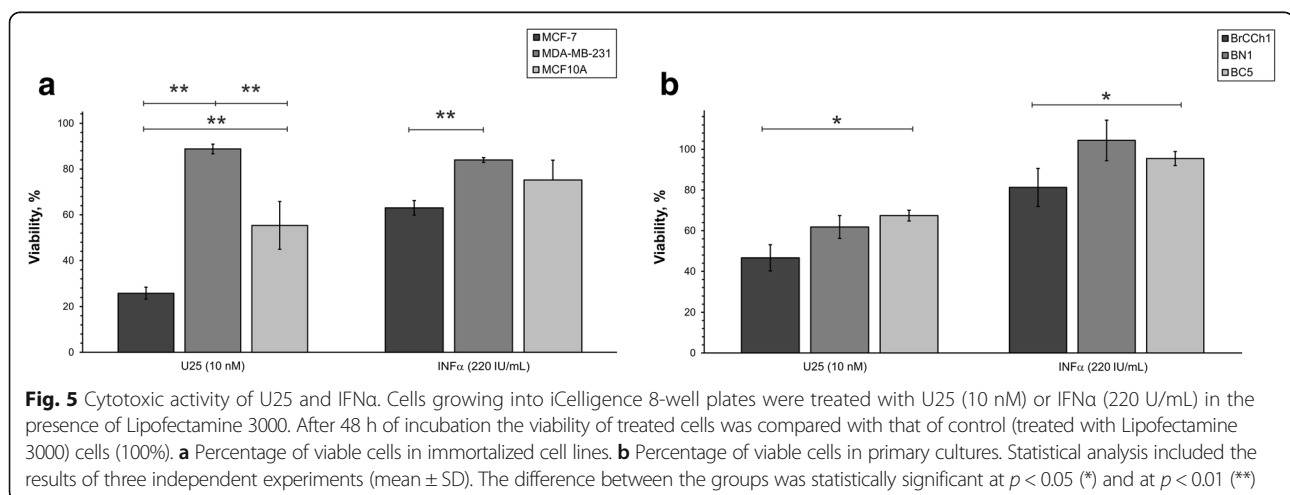 MCF-7
MDA-MB-231
MCF10A
a
**
**
**
**
Viability, %
100
80
60
40
20
0
U25 (10 nM)
INFα (220 IU/mL)
BrCCh1
BN1
BC5
b
*
*
Viability, %
100
80
60
40
20
0
U25 (10 nM)
INFα (220 IU/mL)
Fig. 5 Cytotoxic activity of U25 and IFNα. Cells growing into iCelligence 8-well plates were treated with U25 (10 nM) or IFNα (220 U/mL) in the
presence of Lipofectamine 3000. After 48 h of incubation the viability of treated cells was compared with that of control (treated with Lipofectamine
3000) cells (100%). a Percentage of viable cells in immortalized cell lines. b Percentage of viable cells in primary cultures. Statistical analysis included the
results of three independent experiments (mean ± SD). The difference between the groups was statistically significant at p < 0.05 (*) and at p < 0.01 (**)